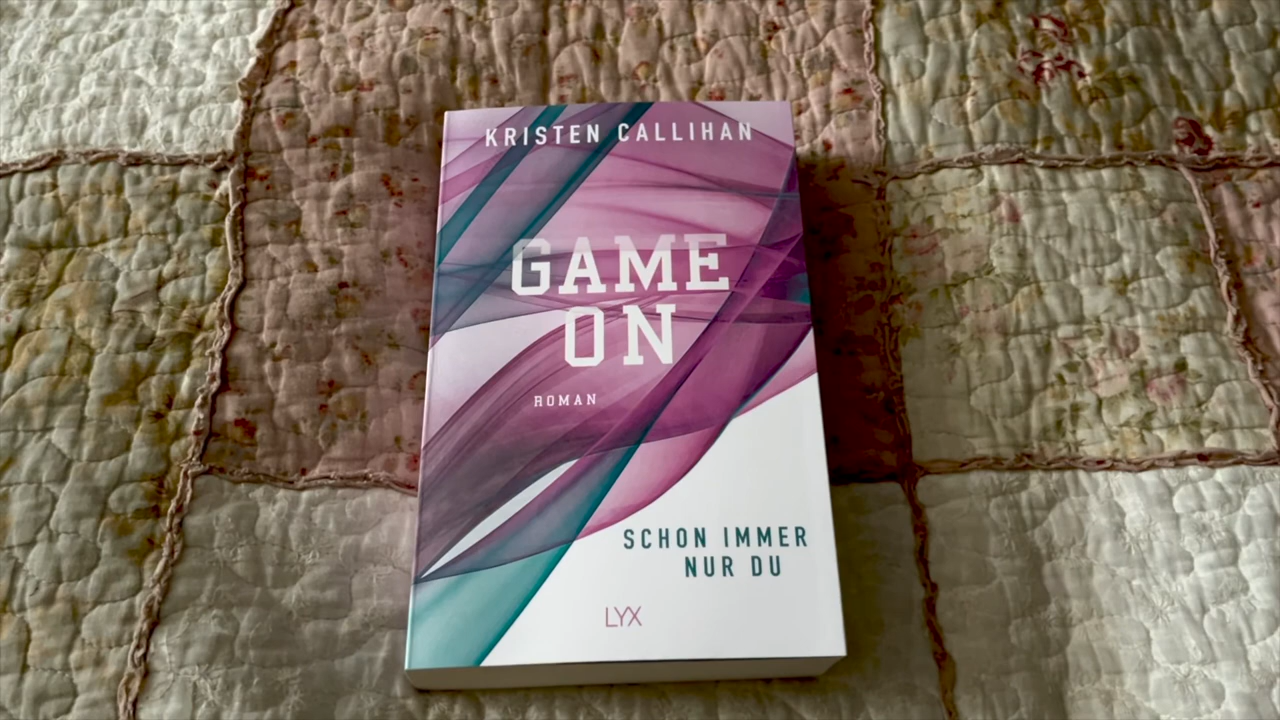 KRISTEN CALLIHAN
GAME
ON
ROMAN
SCHON IMMER
NUR DU
LYX